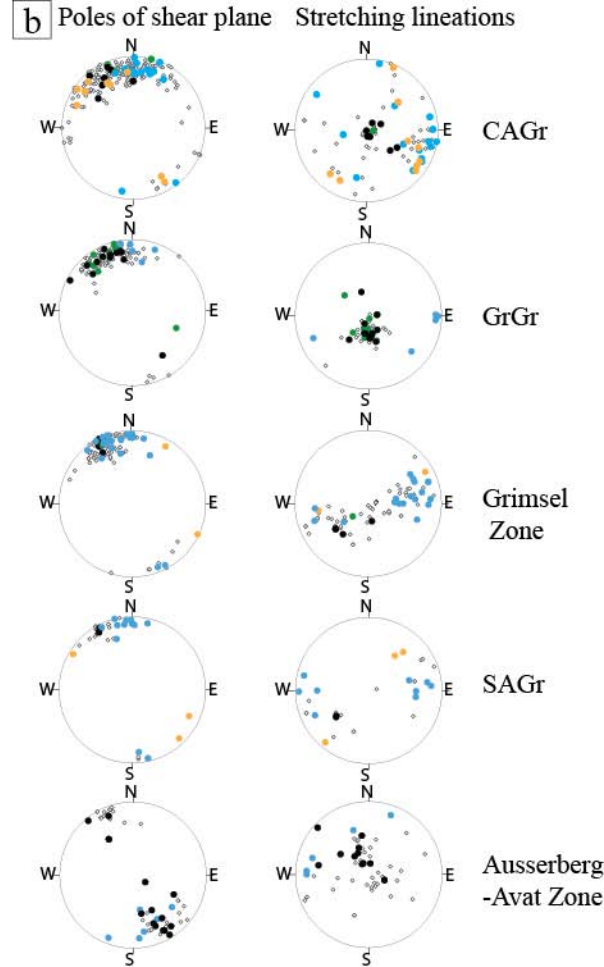 b Poles of shear plane Stretching lineations
N N
W E W E CAGr
S S
N N
W E W E GrGr
S S
N N
W E W E Grimsel
Zone
S S
N N
W E W E SAGr
S S
N N
W E W E Ausserberg
-Avat Zone
S S